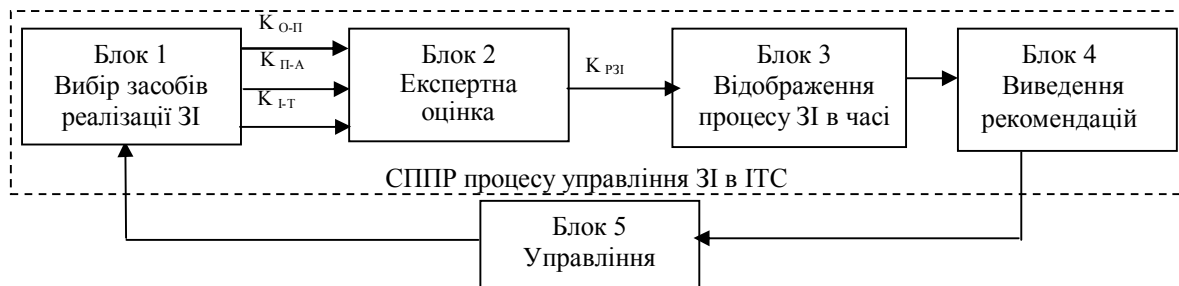 Блок 1
Вибір засобів
реалізації ЗІ
К О-П
К П-А
К І-Т
Блок 2
Експертна
оцінка
К РЗІ
Блок 3
Відображення
процесу ЗІ в часі
Блок 4
Виведення
рекомендацій
СППР процесу управління ЗІ в ІТС
Блок 5
Управління